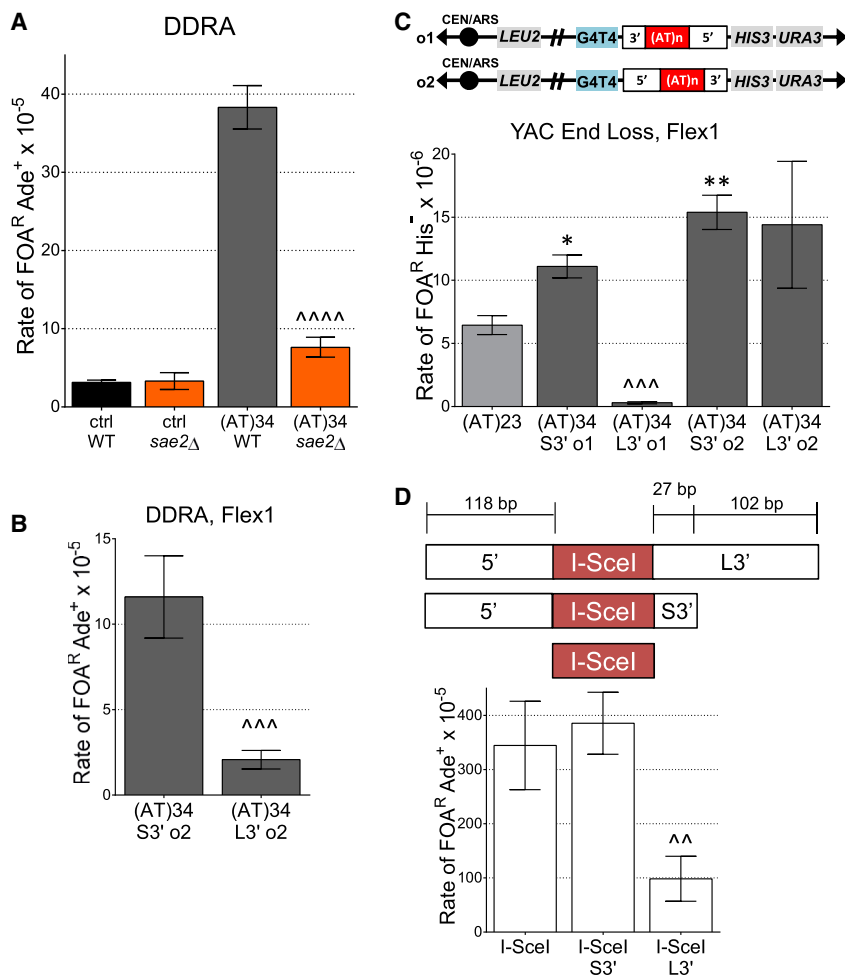 A
DDRA
Rate of FOA^R Ade+ x 10-5
40
30
20
10
0
^^^^
ctrl WT
ctrl sae2Δ
(AT)34 WT
(AT)34 sae2Δ
B
DDRA, Flex1
Rate of FOA^R Ade+ x 10-5
15
10
5
0
^^^
(AT)34 S3' o2
(AT)34 L3' o2
C
CEN/ARS
o1 LEU2 G4T4 3' (AT)n 5' HIS3 URA3
CEN/ARS
o2 LEU2 G4T4 5' (AT)n 3' HIS3 URA3
YAC End Loss, Flex1
Rate of FOA^R His- x 10-6
20
15
10
5
0
*
^^^
**
(AT)23
(AT)34 S3' o1
(AT)34 L3' o1
(AT)34 S3' o2
(AT)34 L3' o2
D
118 bp
27 bp
102 bp
5' I-SceI L3'
5' I-SceI S3'
I-SceI
Rate of FOA^R Ade+ x 10-5
400
300
200
100
0
^^
I-SceI
I-SceI S3'
I-SceI L3'